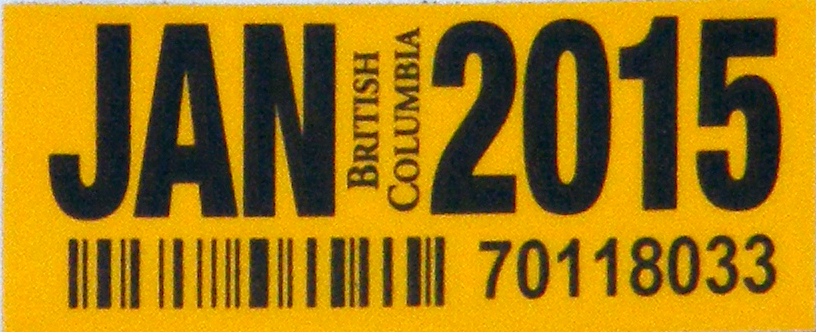 JAN
BRITISH
COLUMBIA
2015
70118033